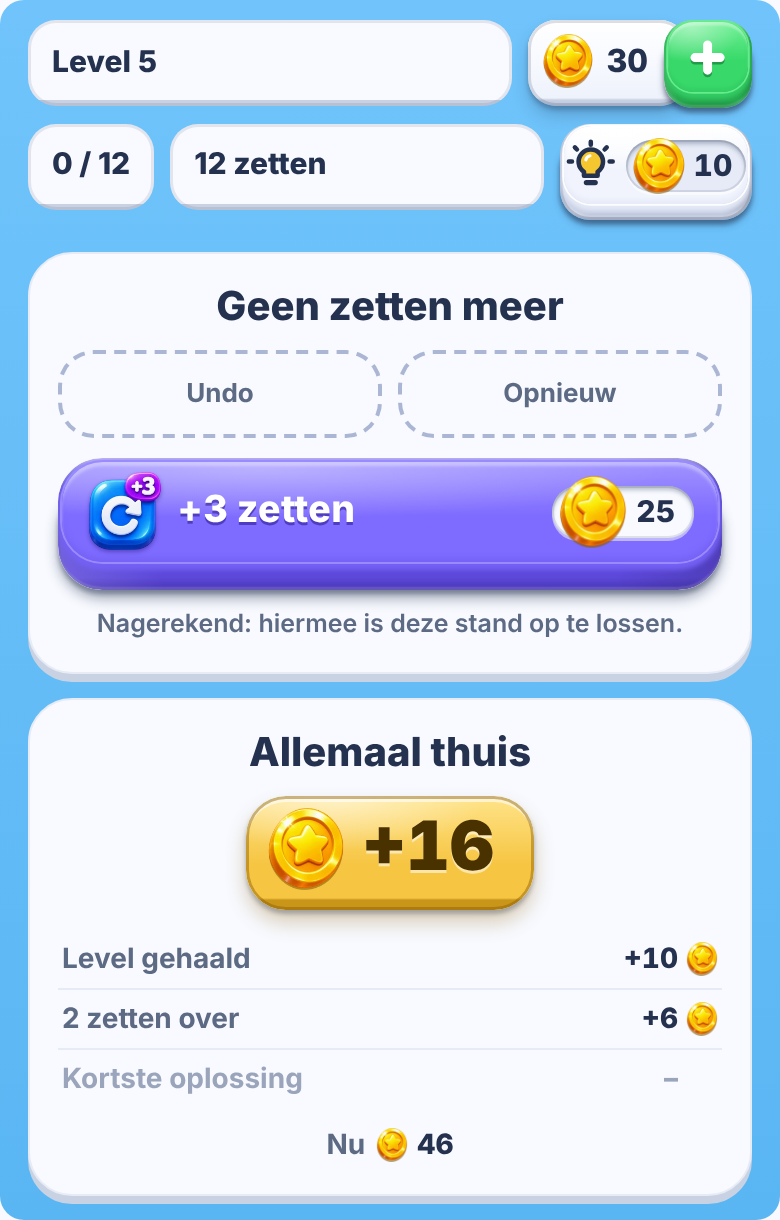 Level 5
30
+
0 / 12
12 zetten
10
Geen zetten meer
Undo
Opnieuw
+3
+3 zetten
25
Nagerekend: hiermee is deze stand op te lossen.
Allemaal thuis
+16
Level gehaald
+10
2 zetten over
+6
Kortste oplossing
–
Nu 46